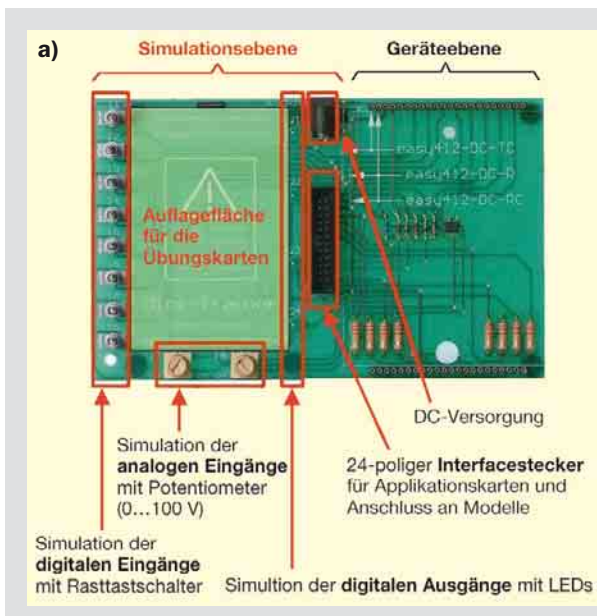 a)
Simulationsebene
Geräteebene
easy412-DC-TC
easy412-DC-R
easy412-DC-RC
Auflagefläche
für die
Übungskarten
DC-Versorgung
Simulation der
analogen Eingänge
mit Potentiometer
(0...100 V)
24-poliger Interfacestecker
für Applikationskarten und
Anschluss an Modelle
Simulation der
digitalen Eingänge
mit Rasttastschalter
Simultion der digitalen Ausgänge mit LEDs